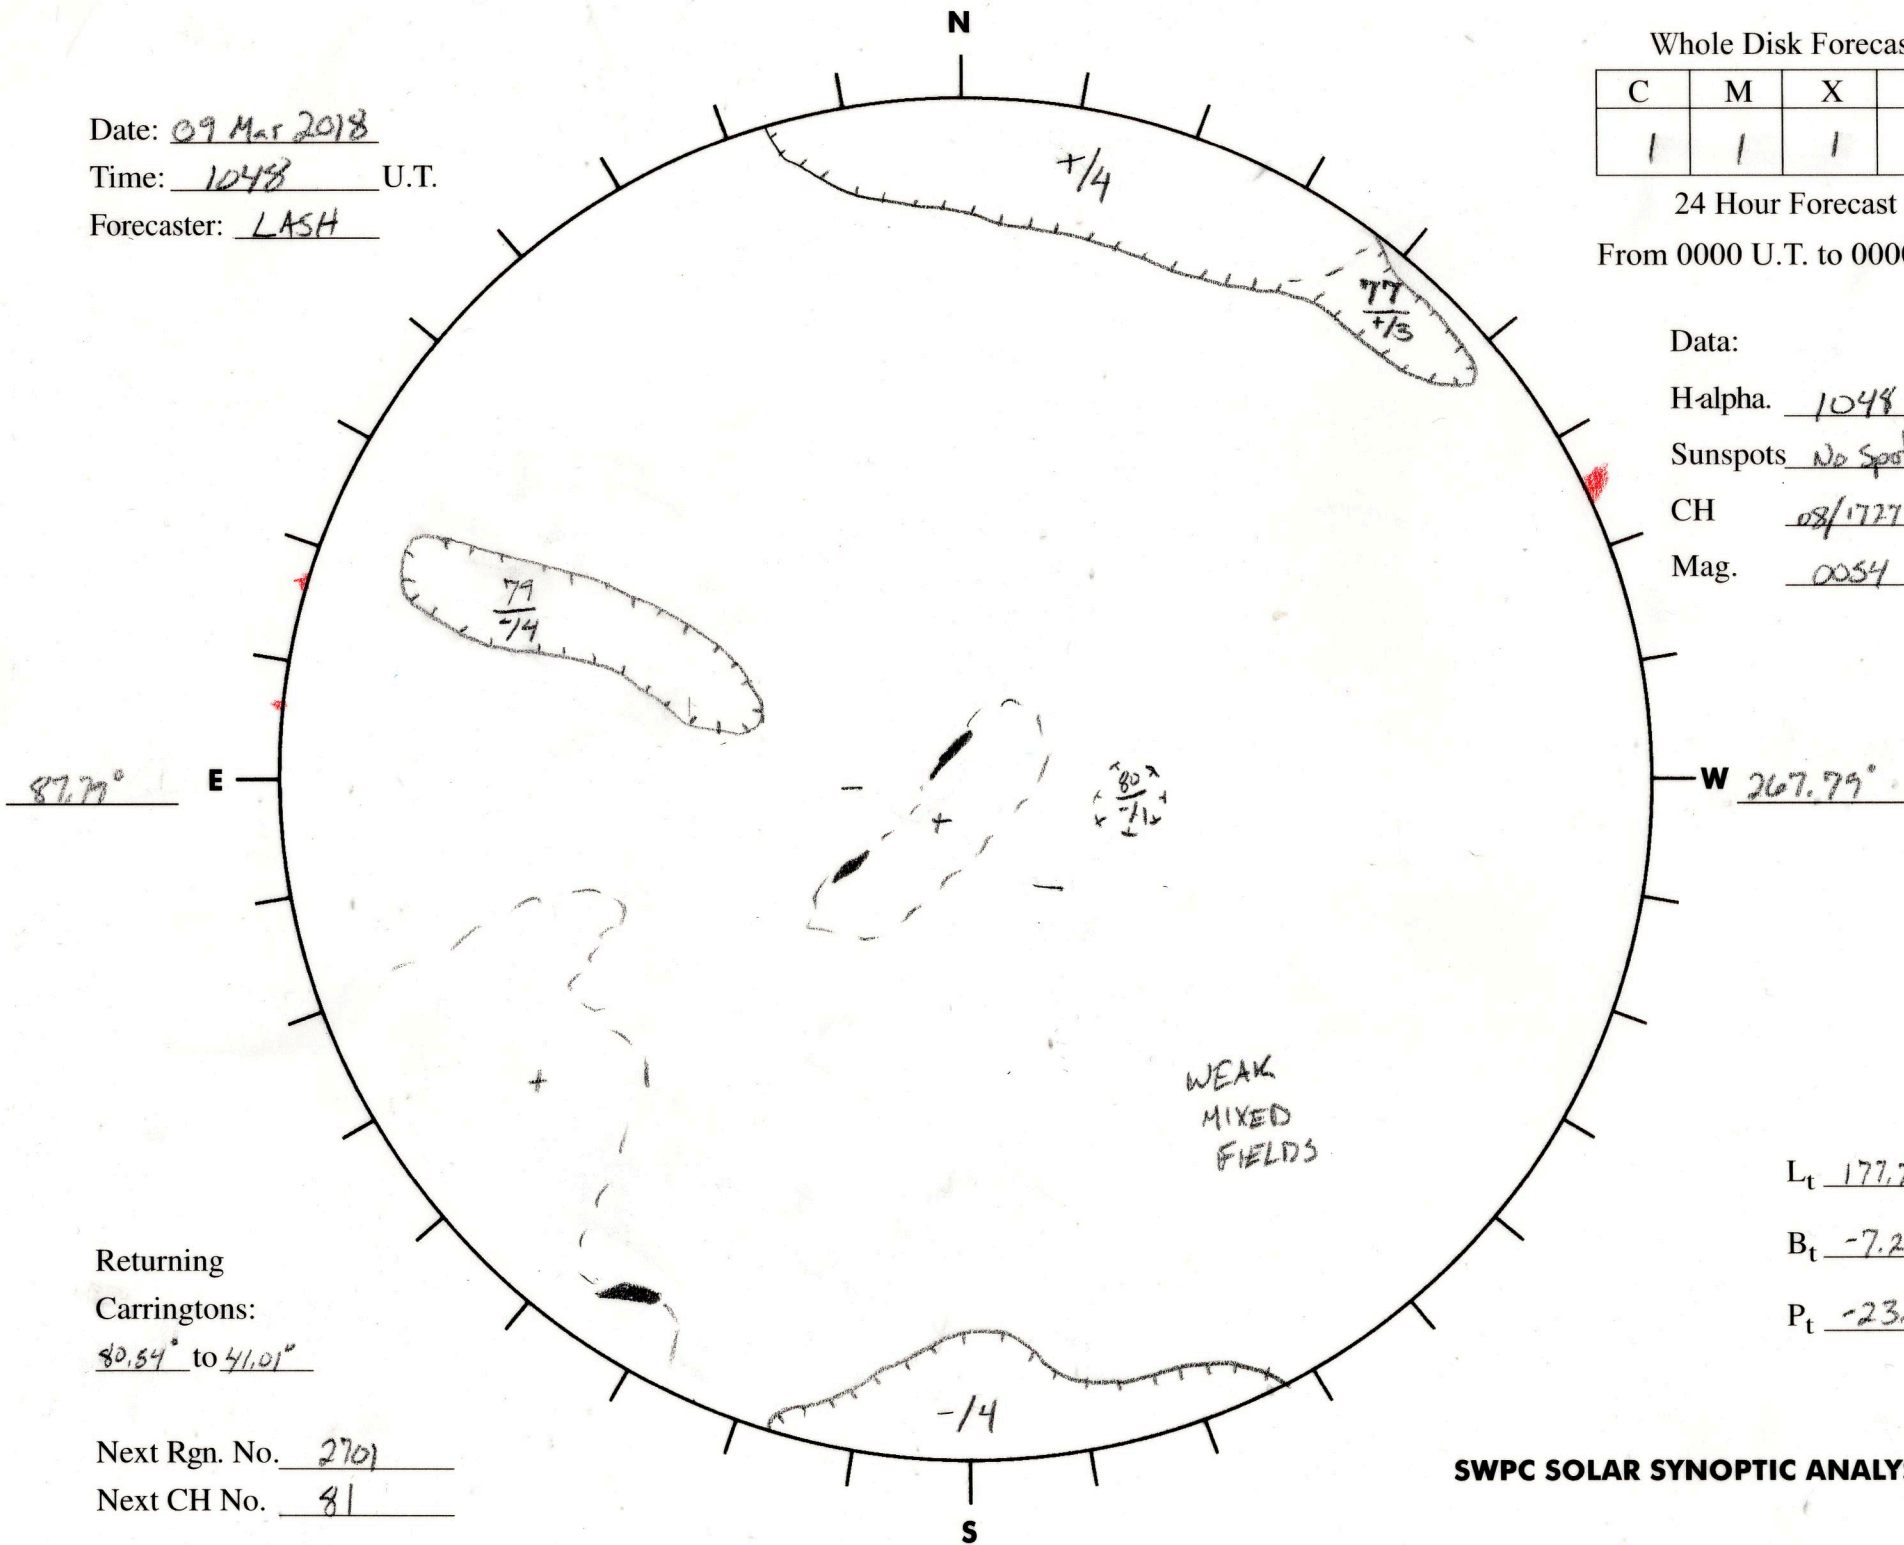 N
Whole Disk Forecas
C M X
1 1 1
24 Hour Forecast
From 0000 U.T. to 000
Date: 09 Mar 2018
Time: 1048 U.T.
Forecaster: LASH
+/4
77
+/3
Data:
H-alpha. 1048
Sunspots No Spo
CH 08/1727
Mag. 0054
79
-/4
87.79°
E
-
+
80
-/1
-
W
267.79°
+
WEAK
MIXED
FIELDS
Lt 177.7
Bt -7.2
Pt -23.
Returning
Carringtons:
80.54° to 41.01°
-/4
Next Rgn. No. 2701
Next CH No. 81
SWPC SOLAR SYNOPTIC ANALY
S